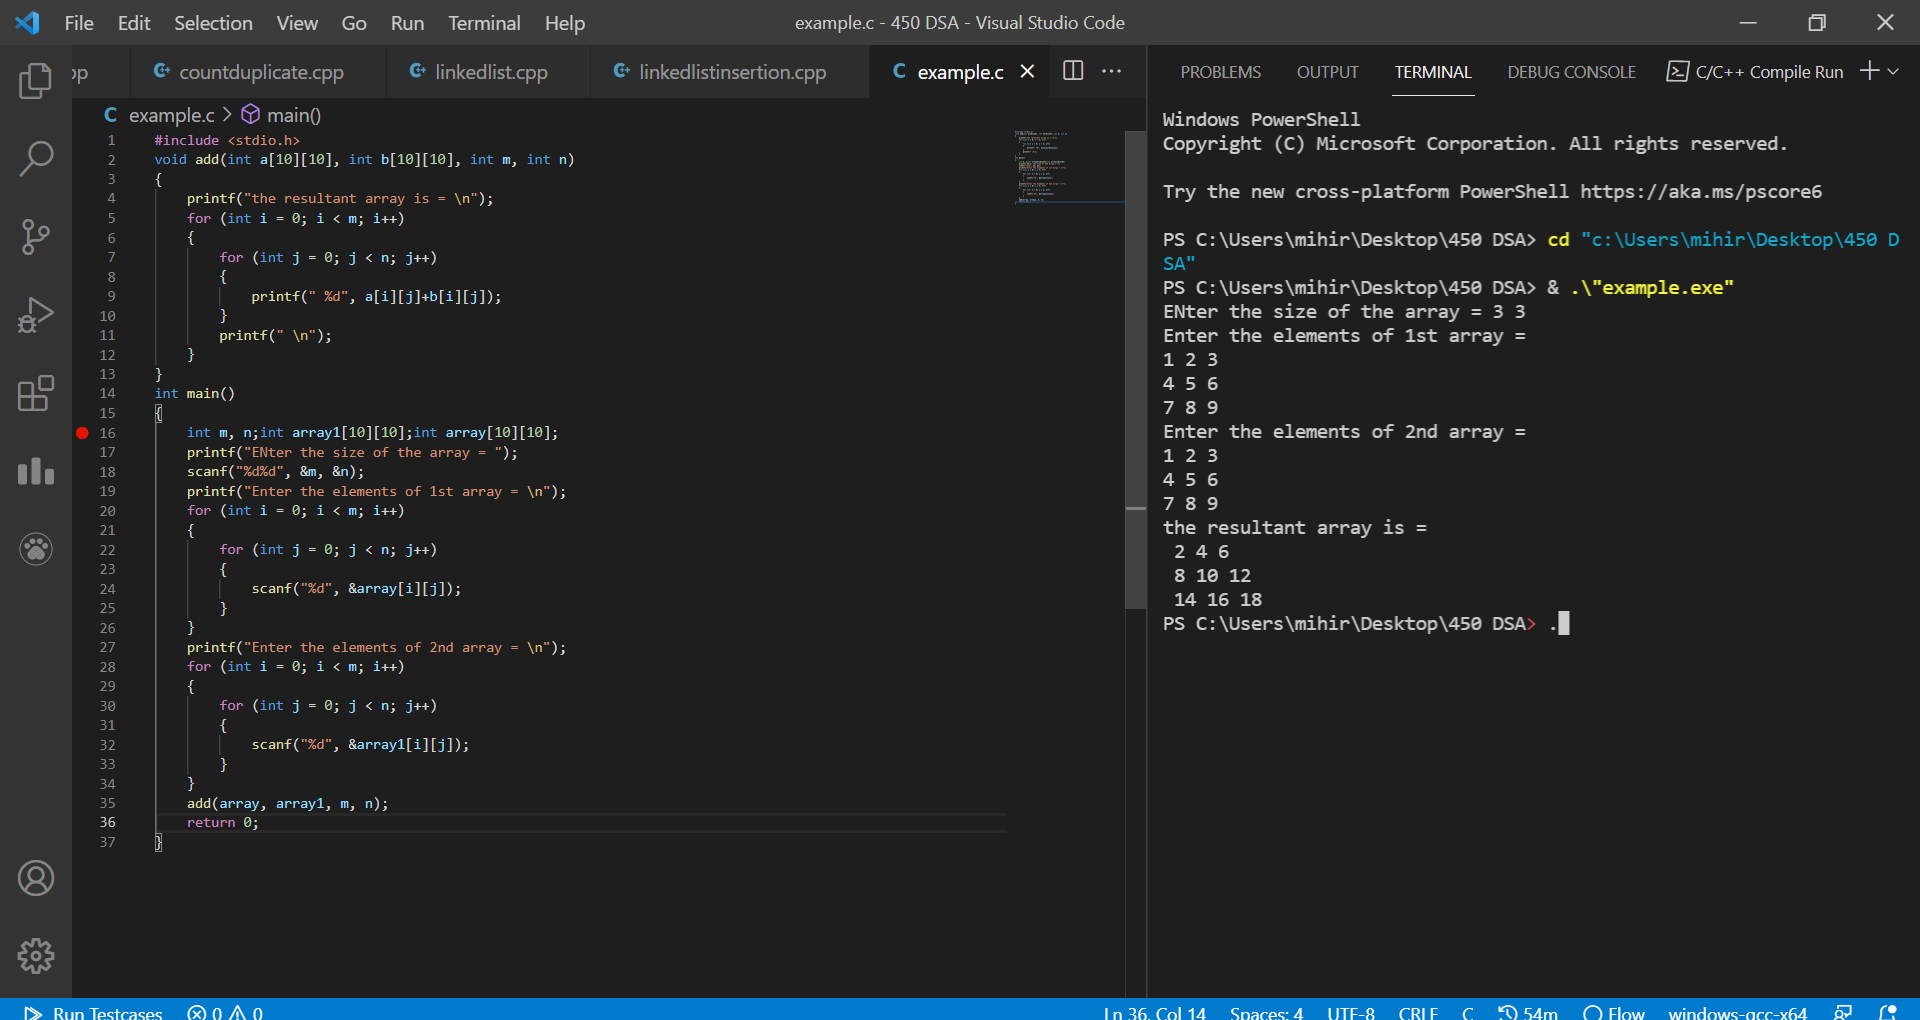 File Edit Selection View Go Run Terminal Help
example.c - 450 DSA - Visual Studio Code
pp countduplicate.cpp linkedlist.cpp linkedlistinsertion.cpp C example.c
C example.c > main()
1 #include <stdio.h>
2 void add(int a[10][10], int b[10][10], int m, int n)
3 {
4     printf("the resultant array is = \n");
5     for (int i = 0; i < m; i++)
6     {
7         for (int j = 0; j < n; j++)
8         {
9             printf(" %d", a[i][j]+b[i][j]);
10         }
11         printf(" \n");
12     }
13 }
14 int main()
15 {
16     int m, n;int array1[10][10];int array[10][10];
17     printf("ENter the size of the array = ");
18     scanf("%d%d", &m, &n);
19     printf("Enter the elements of 1st array = \n");
20     for (int i = 0; i < m; i++)
21     {
22         for (int j = 0; j < n; j++)
23         {
24             scanf("%d", &array[i][j]);
25         }
26     }
27     printf("Enter the elements of 2nd array = \n");
28     for (int i = 0; i < m; i++)
29     {
30         for (int j = 0; j < n; j++)
31         {
32             scanf("%d", &array1[i][j]);
33         }
34     }
35     add(array, array1, m, n);
36     return 0;
37 }
PROBLEMS OUTPUT TERMINAL DEBUG CONSOLE C/C++ Compile Run
Windows PowerShell
Copyright (C) Microsoft Corporation. All rights reserved.
Try the new cross-platform PowerShell https://aka.ms/pscore6
PS C:\Users\mihir\Desktop\450 DSA> cd "c:\Users\mihir\Desktop\450 D
SA"
PS C:\Users\mihir\Desktop\450 DSA> & .\"example.exe"
ENter the size of the array = 3 3
Enter the elements of 1st array =
1 2 3
4 5 6
7 8 9
Enter the elements of 2nd array =
1 2 3
4 5 6
7 8 9
the resultant array is =
 2 4 6
 8 10 12
 14 16 18
PS C:\Users\mihir\Desktop\450 DSA> .
Run Testcases 0 0 Ln 36, Col 14 Spaces: 4 UTF-8 CRLF C 54m Flow windows-gcc-x64